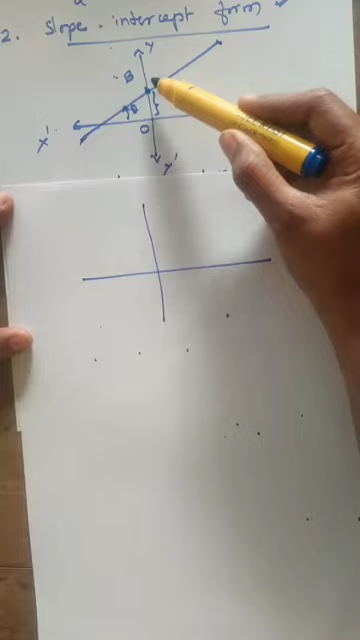 2. Slope-intercept form
Y
B
θ
X'
O
Y'